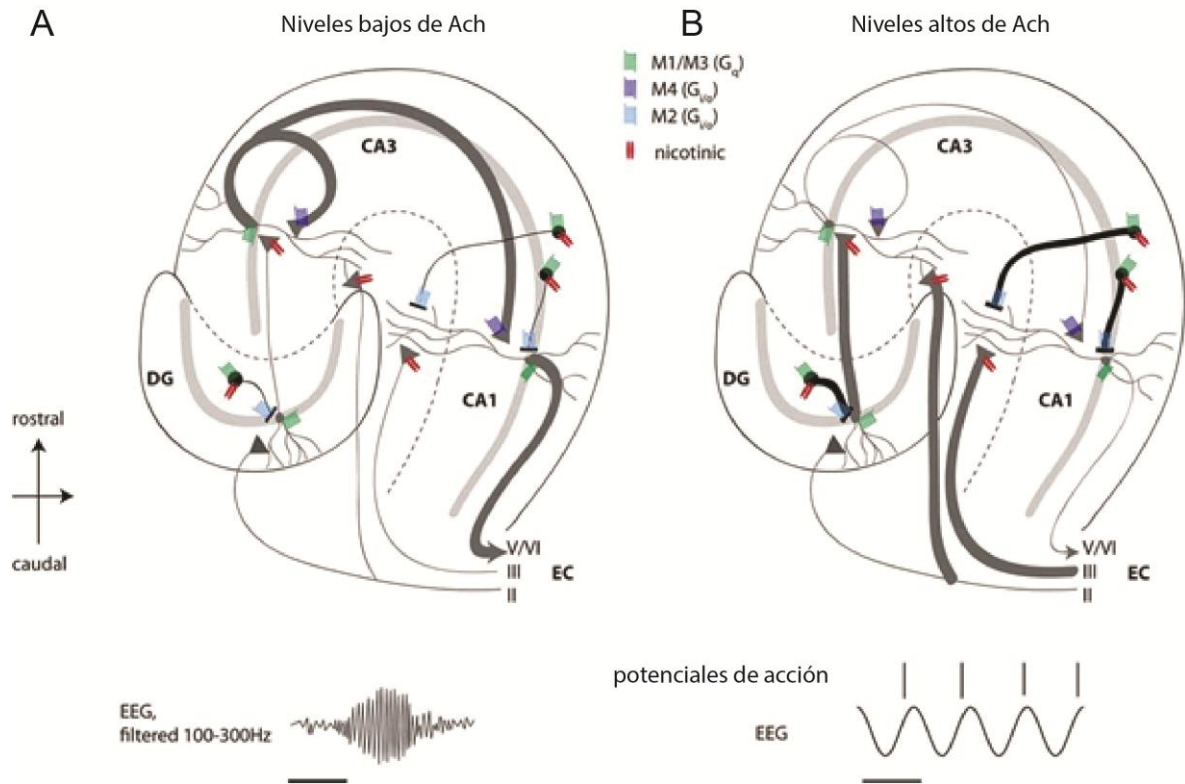 A
Niveles bajos de Ach
B
Niveles altos de Ach
M1/M3 (Gq)
M4 (Gi/o)
M2 (Gi/o)
nicotinic
CA3
DG
CA1
V/VI
III
II
EC
CA3
DG
CA1
V/VI
III
II
EC
rostral
caudal
EEG,
filtered 100-300Hz
potenciales de acción
EEG